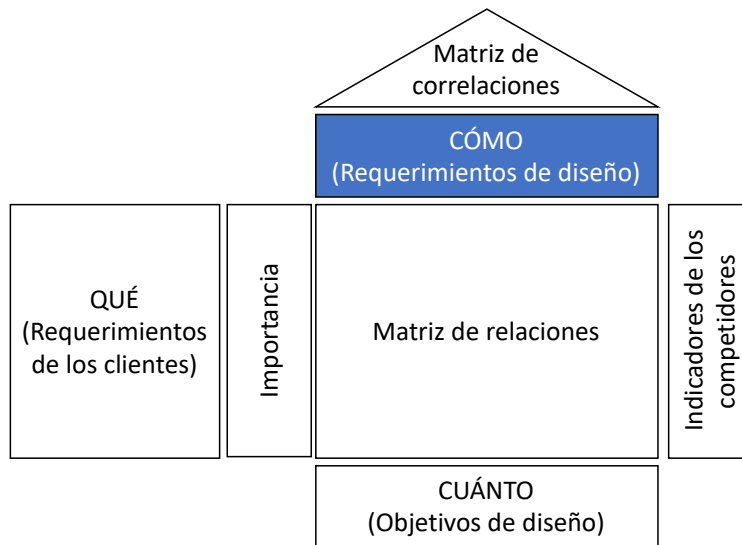 Matriz de
correlaciones
CÓMO
(Requerimientos de diseño)
QUÉ
(Requerimientos
de los clientes)
Importancia
Matriz de relaciones
Indicadores de los
competidores
CUÁNTO
(Objetivos de diseño)